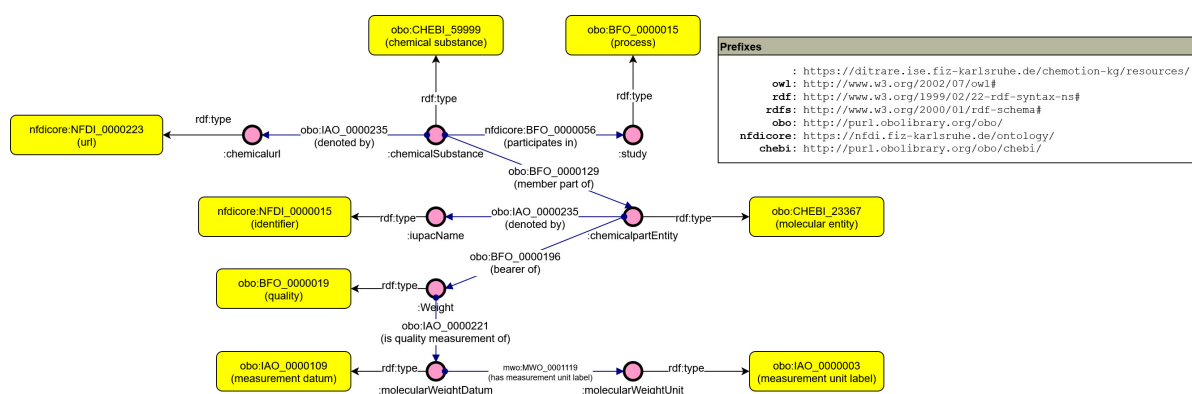 obo:CHEBI_59999
(chemical substance)
obo:BFO_0000015
(process)
Prefixes
: https://ditrare.ise.fiz-karlsruhe.de/chemotion-kg/resources/
owl: http://www.w3.org/2002/07/owl#
rdf: http://www.w3.org/1999/02/22-rdf-syntax-ns#
rdfs: http://www.w3.org/2000/01/rdf-schema#
obo: http://purl.obolibrary.org/obo/
nfdicore: https://nfdi.fiz-karlsruhe.de/ontology/
chebi: http://purl.obolibrary.org/obo/chebi/
rdf:type
rdf:type
nfdicore:NFDI_0000223
(url)
rdf:type
:chemicalurl
obo:IAO_0000235
(denoted by)
:chemicalSubstance
nfdicore:BFO_0000056
(participates in)
:study
obo:BFO_0000129
(member part of)
nfdicore:NFDI_0000015
(identifier)
rdf:type
:iupacName
obo:IAO_0000235
(denoted by)
:chemicalpartEntity
rdf:type
obo:CHEBI_23367
(molecular entity)
obo:BFO_0000196
(bearer of)
obo:BFO_0000019
(quality)
rdf:type
:Weight
obo:IAO_0000221
(is quality measurement of)
obo:IAO_0000109
(measurement datum)
rdf:type
:molecularWeightDatum
mwo:MWO_0001119
(has measurement unit label)
:molecularWeightUnit
rdf:type
obo:IAO_0000003
(measurement unit label)